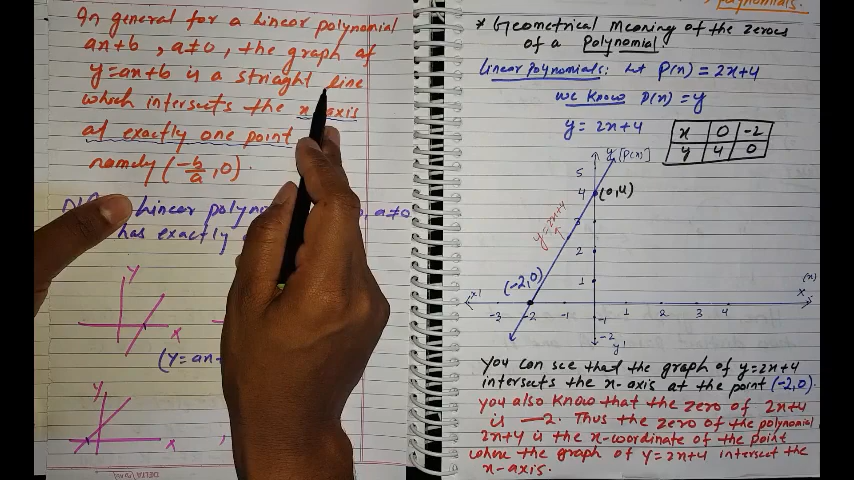 In general for a linear polynomial
ax+b, a≠0, the graph of
y=ax+b is a striaght line
which intersects the x-axis
at exactly one point
namely (-b/a, 0).
Linear polyno a≠0
has exactly
Y
X
(Y=ax
Y
X
* Geometrical Meaning of the zeroes
of a Polynomial.
Linear Polynomials: Let P(x) = 2x+4
we know P(x) = y
y = 2x+4
x 0 -2
y 4 0
y [P(x)]
5
4 (0,4)
3
2
1
y=2x+4
(-2,0)
x' -3 -2 -1 1 2 3 4 x (x)
-1
-2
y'
You can see that the graph of y=2x+4
intersects the x-axis at the point (-2,0).
you also know that the zero of 2x+4
is -2. Thus the zero of the polynomial
2x+4 is the x-coordinate of the point
where the graph of y=2x+4 intersect the
x-axis.